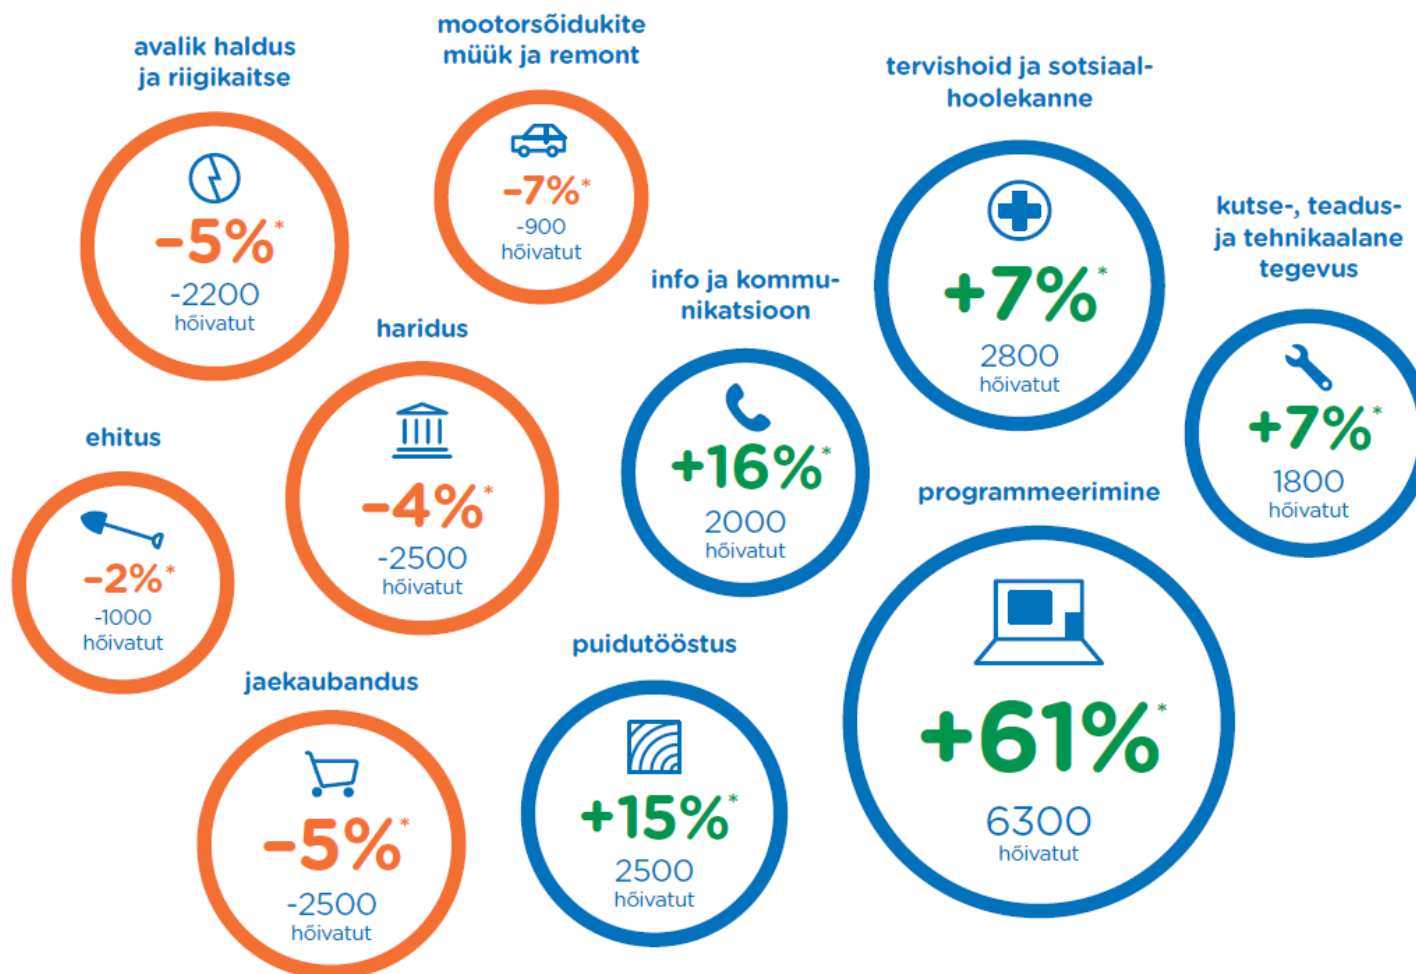 avalik haldus
ja riigikaitse
–5%*
-2200
hõivatut
mootorsõidukite
müük ja remont
–7%*
-900
hõivatut
tervishoid ja sotsiaal-
hoolekanne
+7%*
2800
hõivatut
kutse-, teadus-
ja tehnikaalane
tegevus
+7%*
1800
hõivatut
info ja kommu-
nikatsioon
+16%*
2000
hõivatut
haridus
–4%*
-2500
hõivatut
ehitus
–2%*
-1000
hõivatut
programmeerimine
+61%*
6300
hõivatut
puidutööstus
+15%*
2500
hõivatut
jaekaubandus
–5%*
-2500
hõivatut